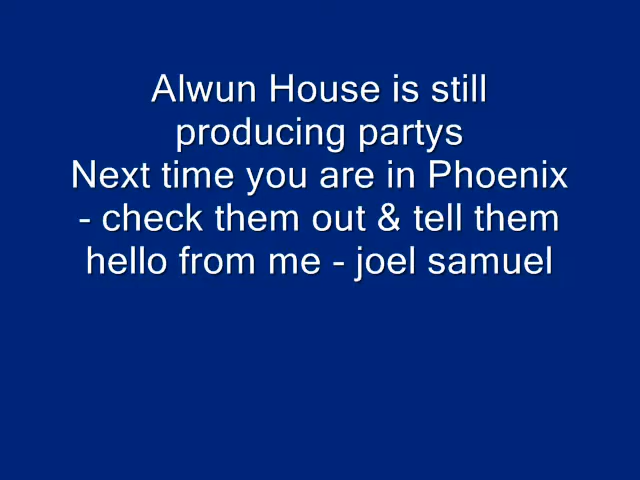 Alwun House is still
producing partys
Next time you are in Phoenix
- check them out & tell them
hello from me - joel samuel